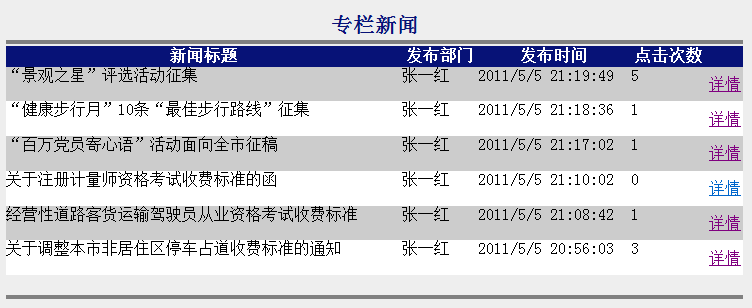 专栏新闻
新闻标题 发布部门 发布时间 点击次数
“景观之星”评选活动征集 张一红 2011/5/5 21:19:49 5 详情
“健康步行月”10条“最佳步行路线”征集 张一红 2011/5/5 21:18:36 1 详情
“百万党员寄心语”活动面向全市征稿 张一红 2011/5/5 21:17:02 1 详情
关于注册计量师资格考试收费标准的函 张一红 2011/5/5 21:10:02 0 详情
经营性道路客货运输驾驶员从业资格考试收费标准 张一红 2011/5/5 21:08:42 1 详情
关于调整本市非居住区停车占道收费标准的通知 张一红 2011/5/5 20:56:03 3 详情